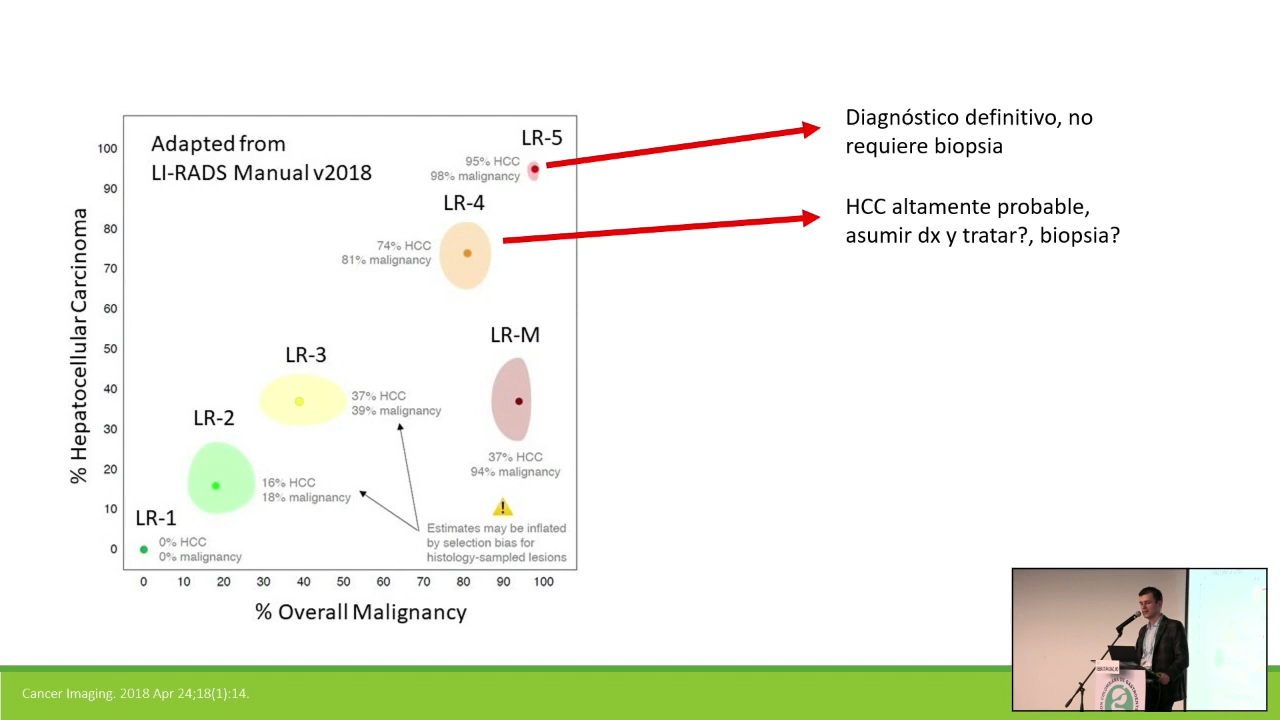 Adapted from
LI-RADS Manual v2018
% Hepatocellular Carcinoma
100
90
80
70
60
50
40
30
20
10
0
LR-5
95% HCC
98% malignancy
LR-4
74% HCC
81% malignancy
LR-M
37% HCC
94% malignancy
LR-3
37% HCC
39% malignancy
LR-2
16% HCC
18% malignancy
LR-1
0% HCC
0% malignancy
Estimates may be inflated
by selection bias for
histology-sampled lesions
0 10 20 30 40 50 60 70 80 90 100
% Overall Malignancy
Diagnóstico definitivo, no
requiere biopsia
HCC altamente probable,
asumir dx y tratar?, biopsia?
Cancer Imaging. 2018 Apr 24;18(1):14.